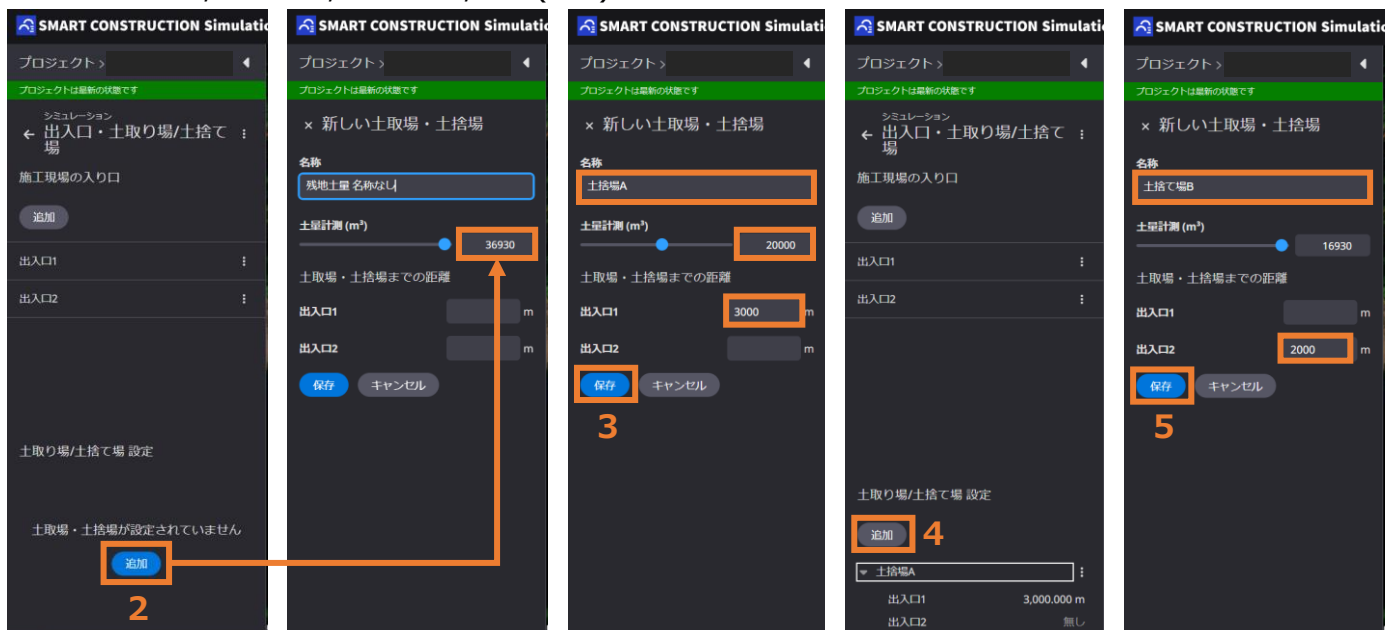 SMART CONSTRUCTION Simulatio
プロジェクト >
プロジェクトは最新の状態です
シミュレーション
← 出入口・土取り場/土捨て
場
施工現場の入り口
追加
出入口1
出入口2
土取り場/土捨て場 設定
土取場・土捨場が設定されていません
追加
2
SMART CONSTRUCTION Simulatio
プロジェクト >
プロジェクトは最新の状態です
× 新しい土取場・土捨場
名称
残地土量 名称なし
土量計測 (m³)
36930
土取場・土捨場までの距離
出入口1 m
出入口2 m
保存 キャンセル
SMART CONSTRUCTION Simulati
プロジェクト >
プロジェクトは最新の状態です
× 新しい土取場・土捨場
名称
土捨場A
土量計測 (m³)
20000
土取場・土捨場までの距離
出入口1 3000 m
出入口2 m
保存 キャンセル
3
SMART CONSTRUCTION Simulatio
プロジェクト >
プロジェクトは最新の状態です
シミュレーション
← 出入口・土取り場/土捨て
場
施工現場の入り口
追加
出入口1
出入口2
土取り場/土捨て場 設定
追加
4
土捨場A
出入口1 3,000.000 m
出入口2 無し
SMART CONSTRUCTION Simulatio
プロジェクト >
プロジェクトは最新の状態です
× 新しい土取場・土捨場
名称
土捨て場B
土量計測 (m³)
16930
土取場・土捨場までの距離
出入口1 m
出入口2 2000 m
保存 キャンセル
5